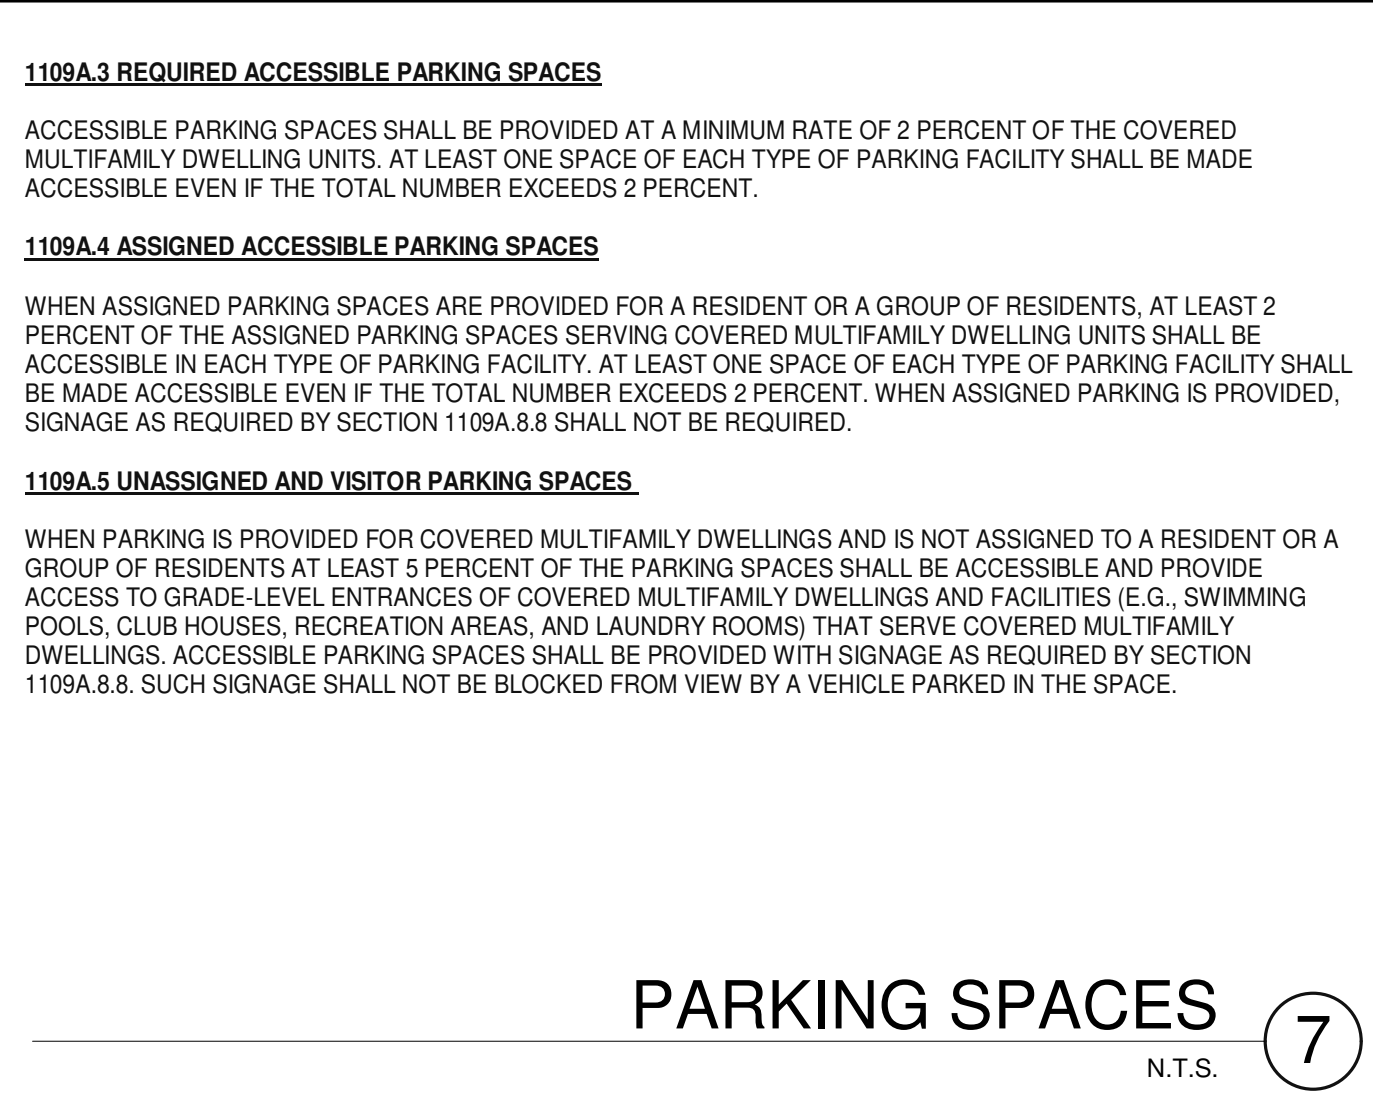 1109A.3 REQUIRED ACCESSIBLE PARKING SPACES
ACCESSIBLE PARKING SPACES SHALL BE PROVIDED AT A MINIMUM RATE OF 2 PERCENT OF THE COVERED
MULTIFAMILY DWELLING UNITS. AT LEAST ONE SPACE OF EACH TYPE OF PARKING FACILITY SHALL BE MADE
ACCESSIBLE EVEN IF THE TOTAL NUMBER EXCEEDS 2 PERCENT.
1109A.4 ASSIGNED ACCESSIBLE PARKING SPACES
WHEN ASSIGNED PARKING SPACES ARE PROVIDED FOR A RESIDENT OR A GROUP OF RESIDENTS, AT LEAST 2
PERCENT OF THE ASSIGNED PARKING SPACES SERVING COVERED MULTIFAMILY DWELLING UNITS SHALL BE
ACCESSIBLE IN EACH TYPE OF PARKING FACILITY. AT LEAST ONE SPACE OF EACH TYPE OF PARKING FACILITY SHALL
BE MADE ACCESSIBLE EVEN IF THE TOTAL NUMBER EXCEEDS 2 PERCENT. WHEN ASSIGNED PARKING IS PROVIDED,
SIGNAGE AS REQUIRED BY SECTION 1109A.8.8 SHALL NOT BE REQUIRED.
1109A.5 UNASSIGNED AND VISITOR PARKING SPACES
WHEN PARKING IS PROVIDED FOR COVERED MULTIFAMILY DWELLINGS AND IS NOT ASSIGNED TO A RESIDENT OR A
GROUP OF RESIDENTS AT LEAST 5 PERCENT OF THE PARKING SPACES SHALL BE ACCESSIBLE AND PROVIDE
ACCESS TO GRADE-LEVEL ENTRANCES OF COVERED MULTIFAMILY DWELLINGS AND FACILITIES (E.G., SWIMMING
POOLS, CLUB HOUSES, RECREATION AREAS, AND LAUNDRY ROOMS) THAT SERVE COVERED MULTIFAMILY
DWELLINGS. ACCESSIBLE PARKING SPACES SHALL BE PROVIDED WITH SIGNAGE AS REQUIRED BY SECTION
1109A.8.8. SUCH SIGNAGE SHALL NOT BE BLOCKED FROM VIEW BY A VEHICLE PARKED IN THE SPACE.
PARKING SPACES
7
N.T.S.